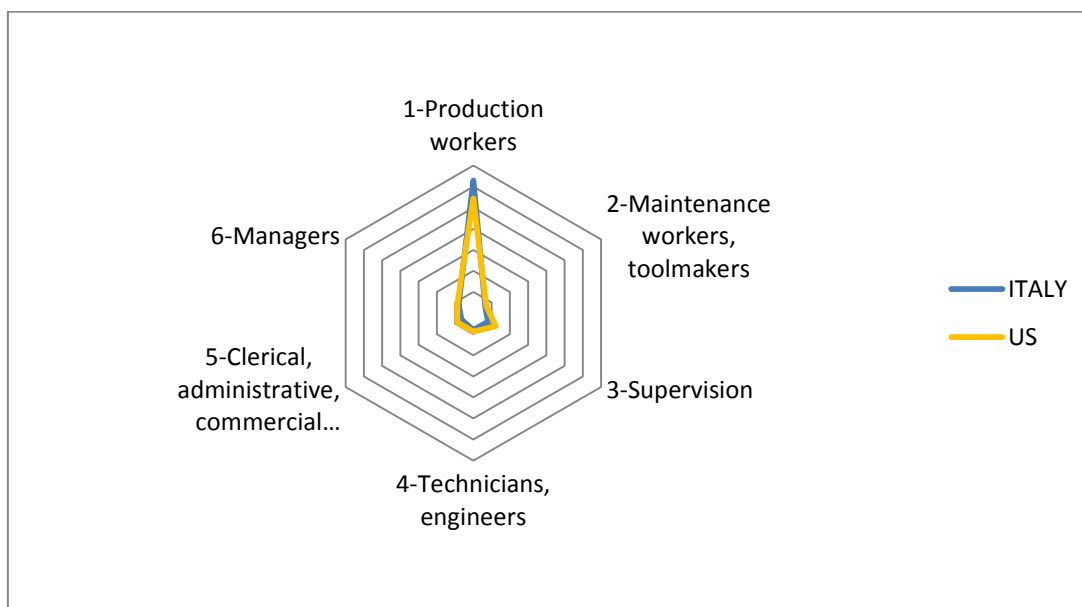 1-Production
workers
2-Maintenance
workers,
toolmakers
3-Supervision
4-Technicians,
engineers
5-Clerical,
administrative,
commercial…
6-Managers
ITALY
US